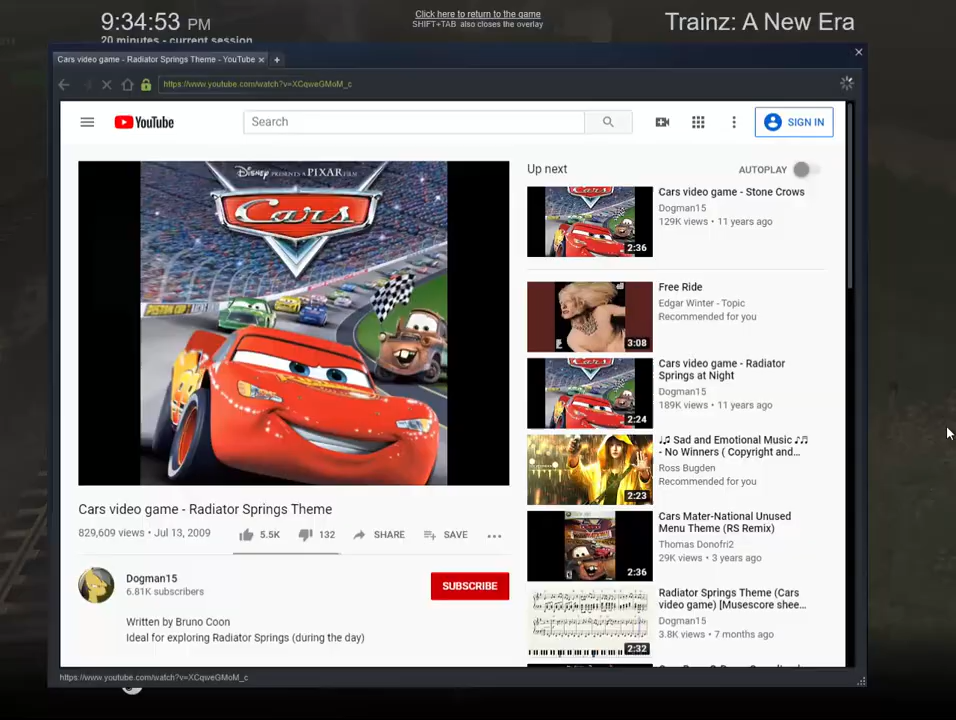 9:34:53 PM
20 minutes - current session
Click here to return to the game
SHIFT+TAB also closes the overlay
Trainz: A New Era
Cars video game - Radiator Springs Theme - YouTube
https://www.youtube.com/watch?v=XCqweGMoM_c
YouTube
Search
SIGN IN
DISNEY PRESENTS A PIXAR FILM
Cars
PISTON CUP
Cars video game - Radiator Springs Theme
829,609 views • Jul 13, 2009
5.5K
132
SHARE
SAVE
Dogman15
6.81K subscribers
SUBSCRIBE
Written by Bruno Coon
Ideal for exploring Radiator Springs (during the day)
Up next
AUTOPLAY
Cars
2:36
Cars video game - Stone Crows
Dogman15
129K views • 11 years ago
3:08
Free Ride
Edgar Winter - Topic
Recommended for you
Cars
2:24
Cars video game - Radiator
Springs at Night
Dogman15
189K views • 11 years ago
2:23
♫ Sad and Emotional Music ♫
- No Winners ( Copyright and...
Ross Bugden
Recommended for you
2:36
Cars Mater-National Unused
Menu Theme (RS Remix)
Thomas Donofri2
29K views • 3 years ago
2:32
Radiator Springs Theme (Cars
video game) [Musescore shee...
Dogman15
3.8K views • 7 months ago
https://www.youtube.com/watch?v=XCqweGMoM_c